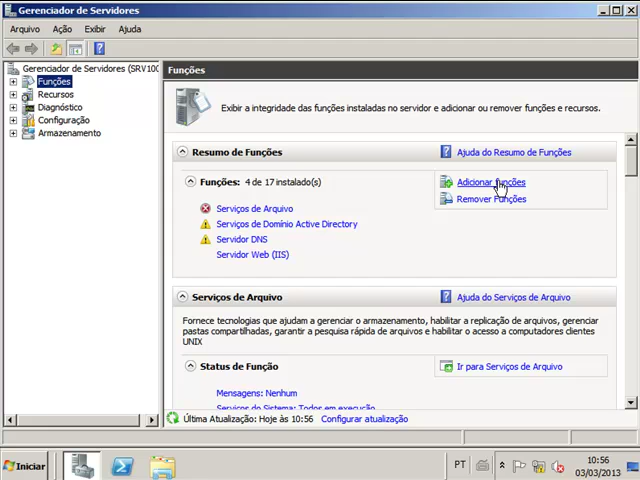 Gerenciador de Servidores
Arquivo Ação Exibir Ajuda
Gerenciador de Servidores (SRV100
Funções
Recursos
Diagnóstico
Configuração
Armazenamento
Funções
Exibir a integridade das funções instaladas no servidor e adicionar ou remover funções e recursos.
Resumo de Funções
Ajuda do Resumo de Funções
Funções: 4 de 17 instalado(s)
Adicionar funções
Remover Funções
Serviços de Arquivo
Serviços de Domínio Active Directory
Servidor DNS
Servidor Web (IIS)
Serviços de Arquivo
Ajuda do Serviços de Arquivo
Fornece tecnologias que ajudam a gerenciar o armazenamento, habilitar a replicação de arquivos, gerenciar
pastas compartilhadas, garantir a pesquisa rápida de arquivos e habilitar o acesso a computadores clientes
UNIX
Status de Função
Ir para Serviços de Arquivo
Mensagens: Nenhum
Serviços do Sistema: Todos em execução
Última Atualização: Hoje às 10:56 Configurar atualização
Iniciar
PT
10:56
03/03/2013